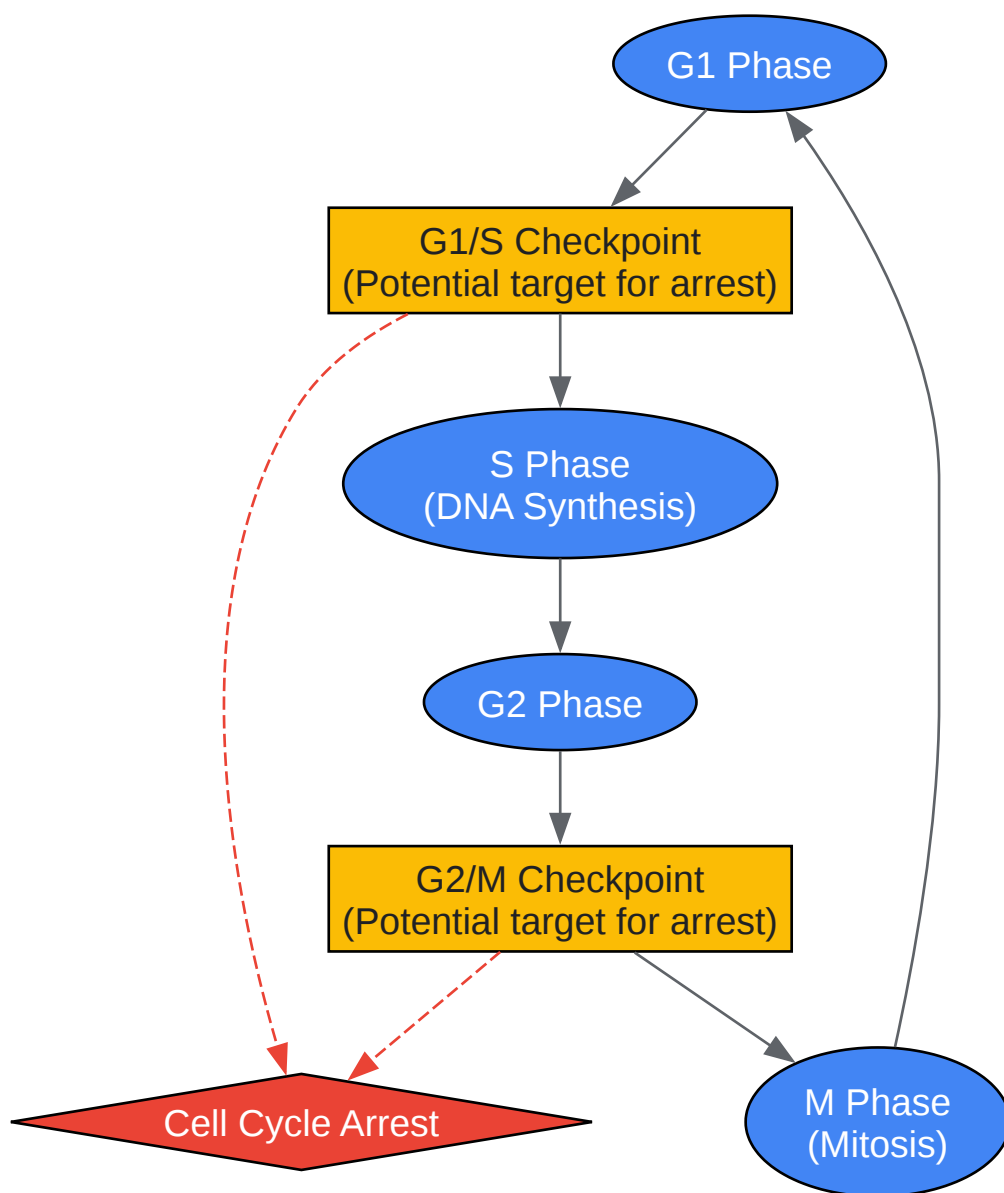 G1 Phase
G1/S Checkpoint
(Potential target for arrest)
S Phase
(DNA Synthesis)
G2 Phase
G2/M Checkpoint
(Potential target for arrest)
Cell Cycle Arrest
M Phase
(Mitosis)